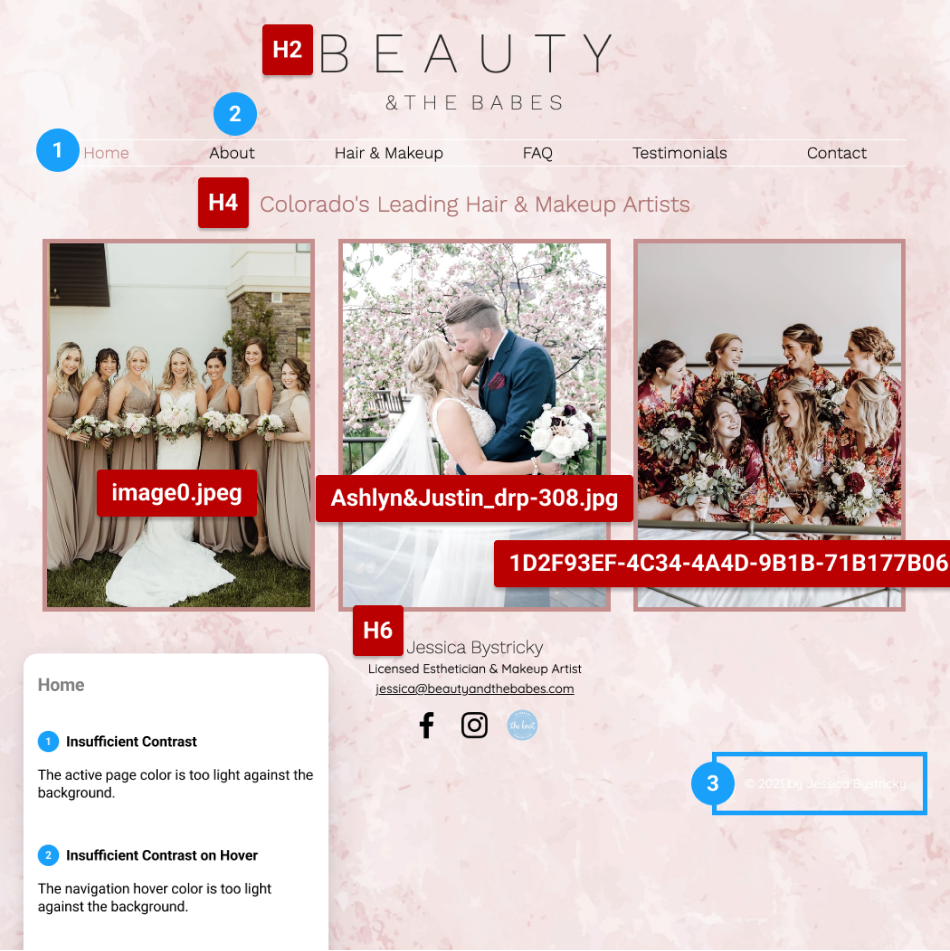 H2 BEAUTY
&THE BABES
2
1 Home About Hair & Makeup FAQ Testimonials Contact
H4 Colorado's Leading Hair & Makeup Artists
image0.jpeg
Ashlyn&Justin_drp-308.jpg
1D2F93EF-4C34-4A4D-9B1B-71B177B06
H6
Jessica Bystricky
Licensed Esthetician & Makeup Artist
jessica@beautyandthebabes.com
the knot
3 © 2021 by Jessica Bystricky
Home
1 Insufficient Contrast
The active page color is too light against the
background.
2 Insufficient Contrast on Hover
The navigation hover color is too light
against the background.